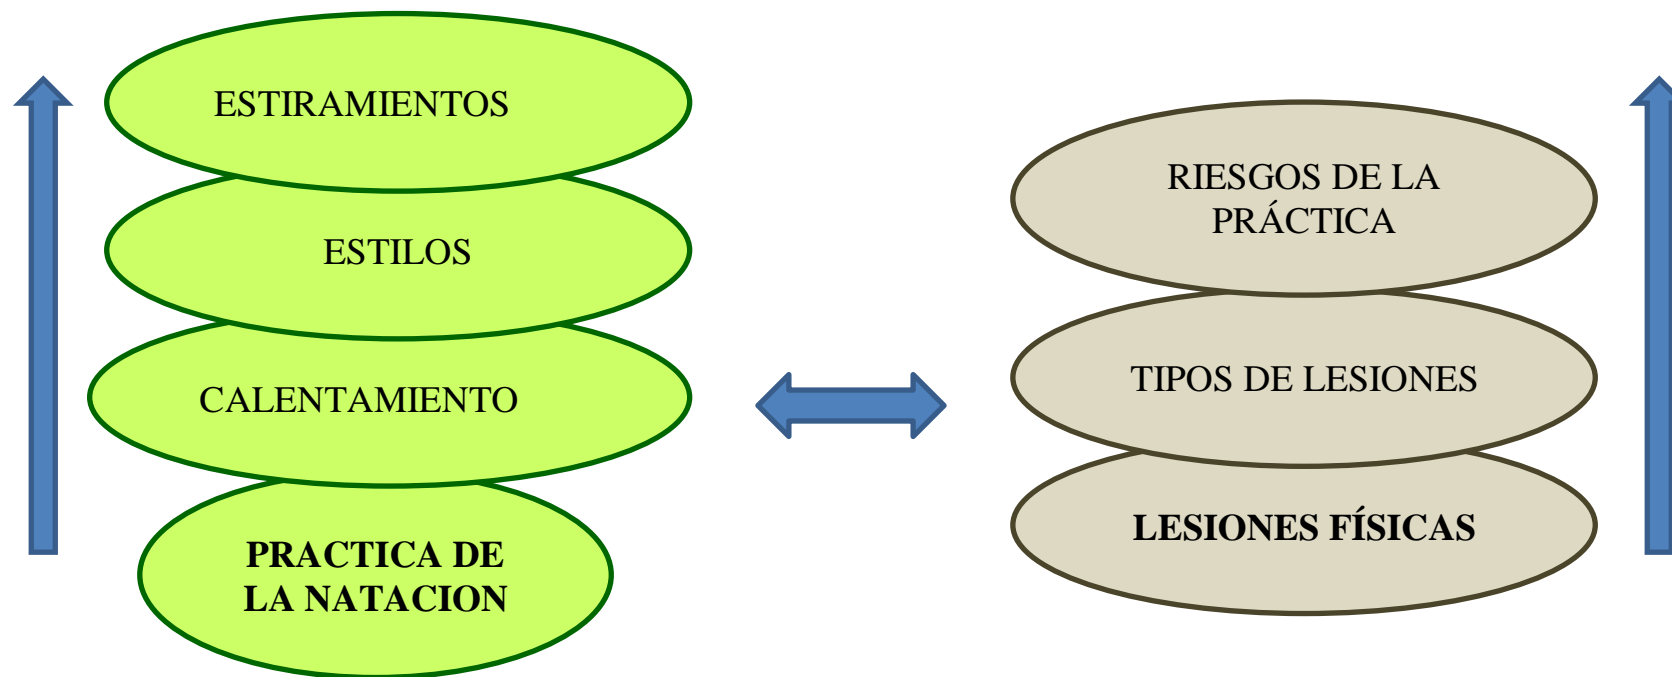 ESTIRAMIENTOS
ESTILOS
CALENTAMIENTO
PRACTICA DE
LA NATACION
RIESGOS DE LA
PRÁCTICA
TIPOS DE LESIONES
LESIONES FÍSICAS